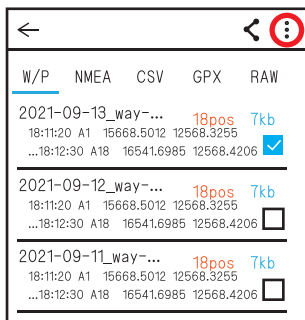 W/P NMEA CSV GPX RAW
2021-09-13_way-... 18pos 7kb
18:11:20 A1 15668.5012 12568.3255
...18:12:30 A18 16541.6985 12568.4206
2021-09-12_way-... 18pos 7kb
18:11:20 A1 15668.5012 12568.3255
...18:12:30 A18 16541.6985 12568.4206
2021-09-11_way-... 18pos 7kb
18:11:20 A1 15668.5012 12568.3255
...18:12:30 A18 16541.6985 12568.4206